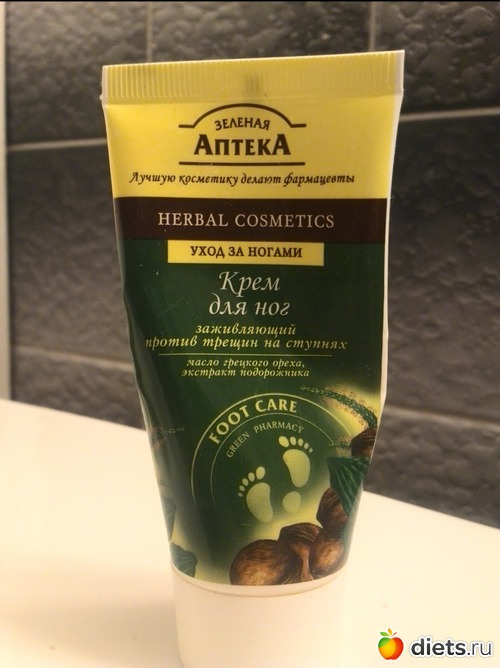 ЗЕЛЕНАЯ
АПТЕКА
Лучшую косметику делают фармацевты
HERBAL COSMETICS
УХОД ЗА НОГАМИ
Крем
для ног
заживляющий
против трещин на ступнях
масло грецкого ореха,
экстракт подорожника
FOOT CARE
GREEN PHARMACY
diets.ru